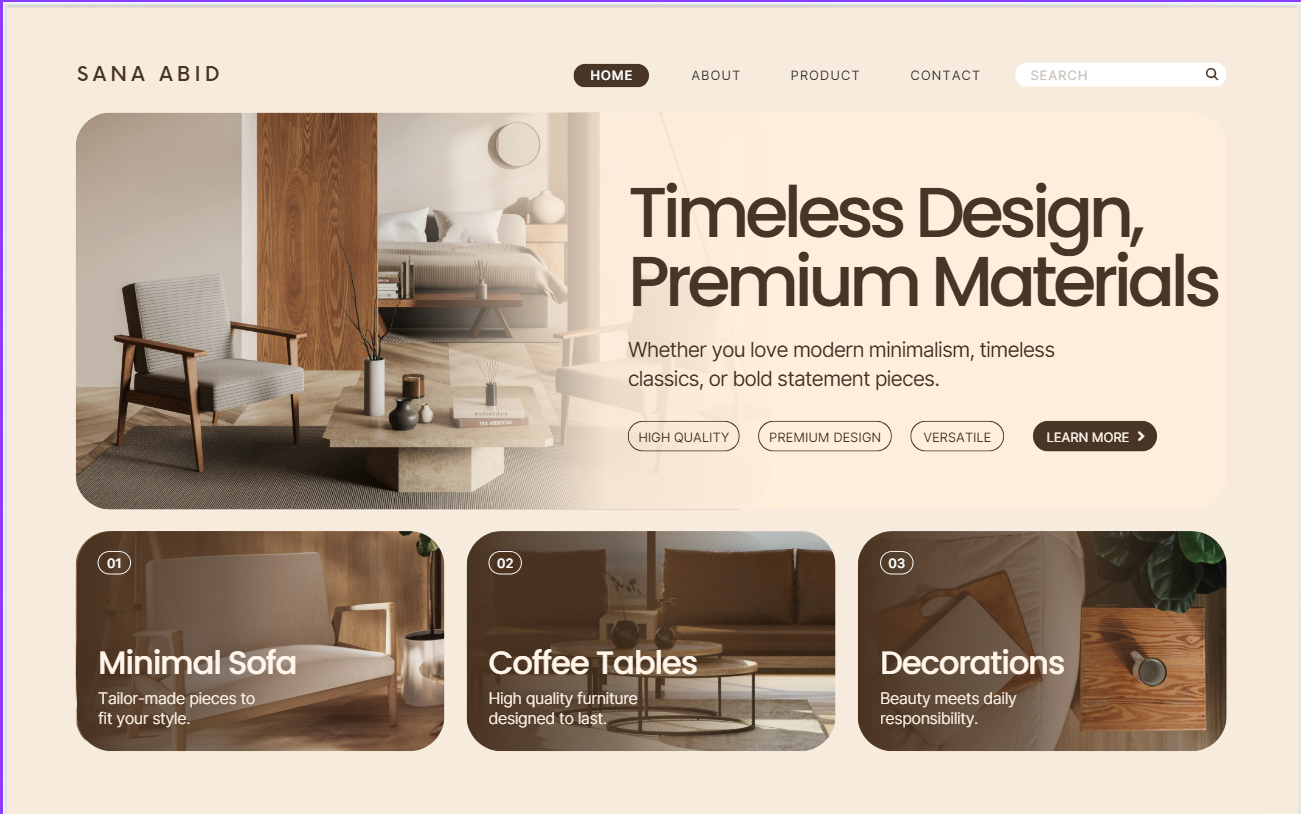 SANA ABID
HOME
ABOUT
PRODUCT
CONTACT
SEARCH
Timeless Design,
Premium Materials
Whether you love modern minimalism, timeless
classics, or bold statement pieces.
HIGH QUALITY
PREMIUM DESIGN
VERSATILE
LEARN MORE
01
Minimal Sofa
Tailor-made pieces to
fit your style.
02
Coffee Tables
High quality furniture
designed to last.
03
Decorations
Beauty meets daily
responsibility.